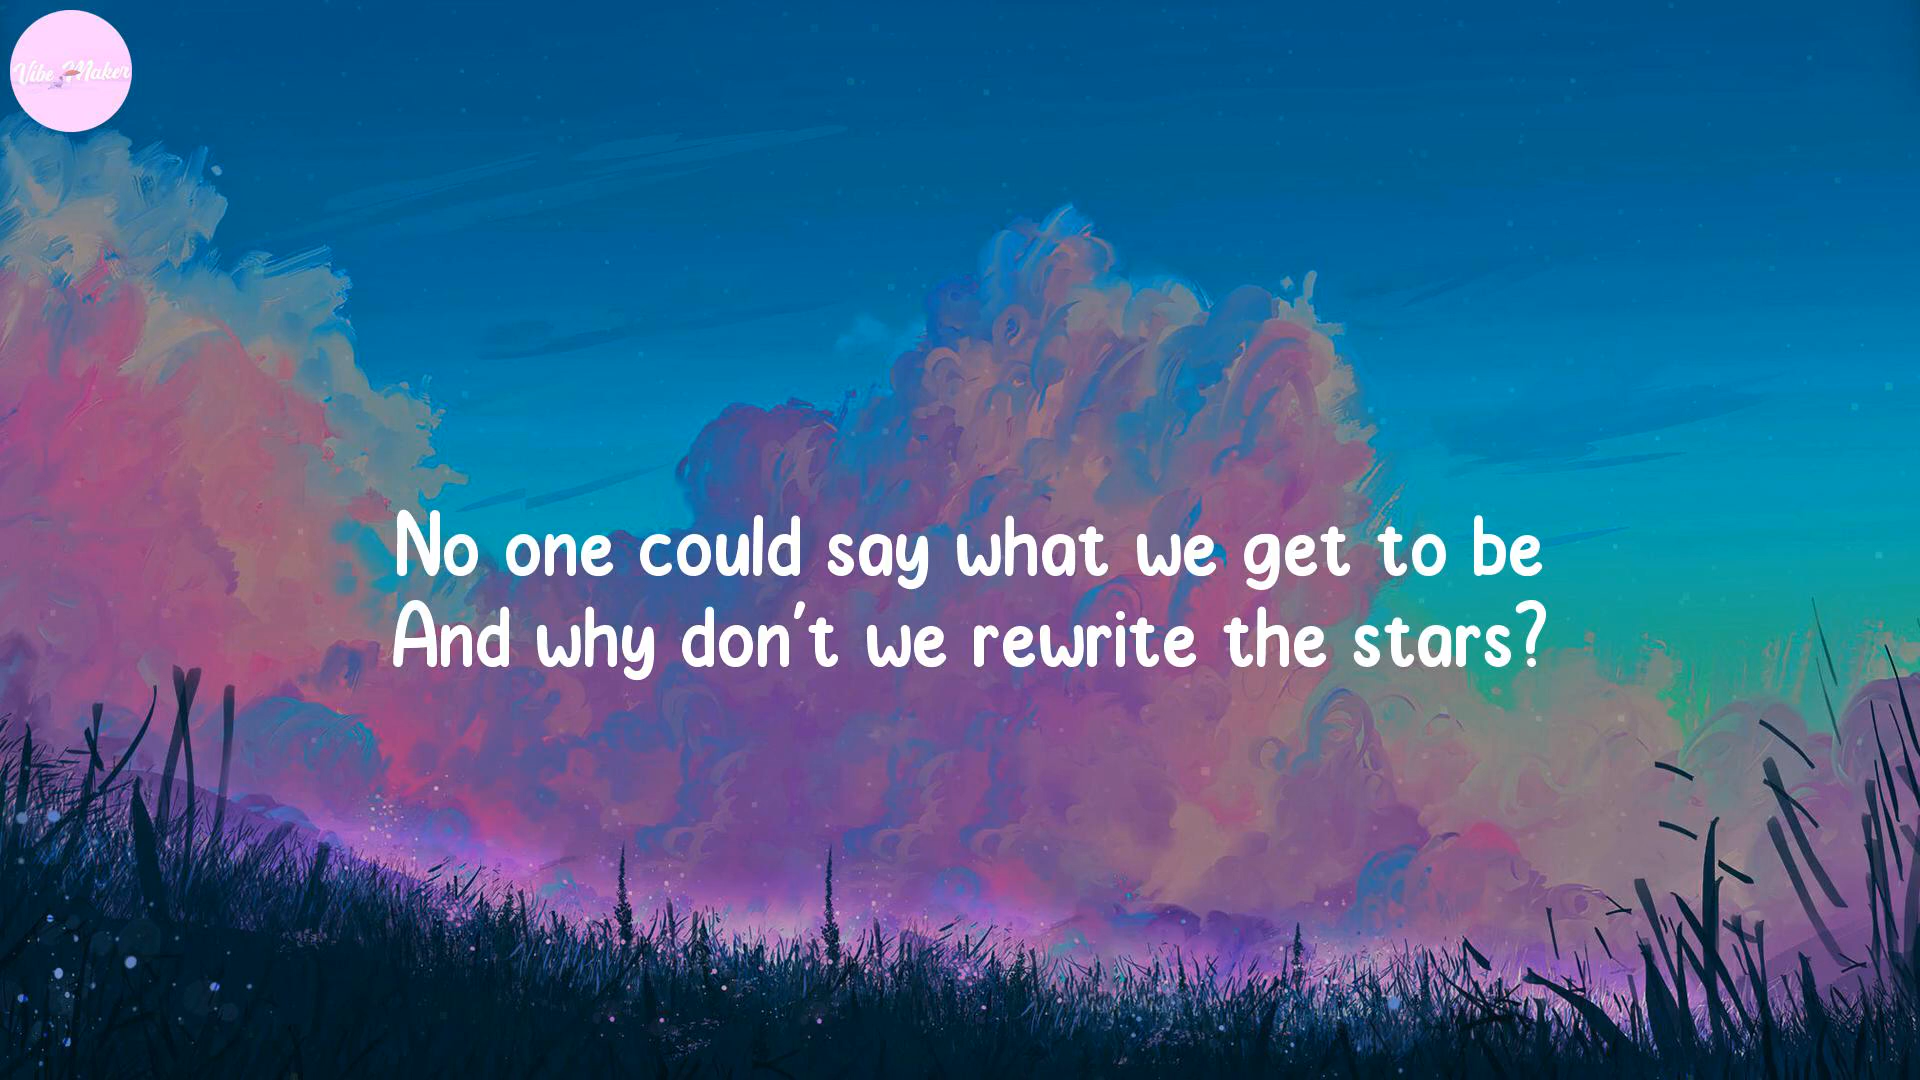 Vibe Maker
No one could say what we get to be
And why don't we rewrite the stars?